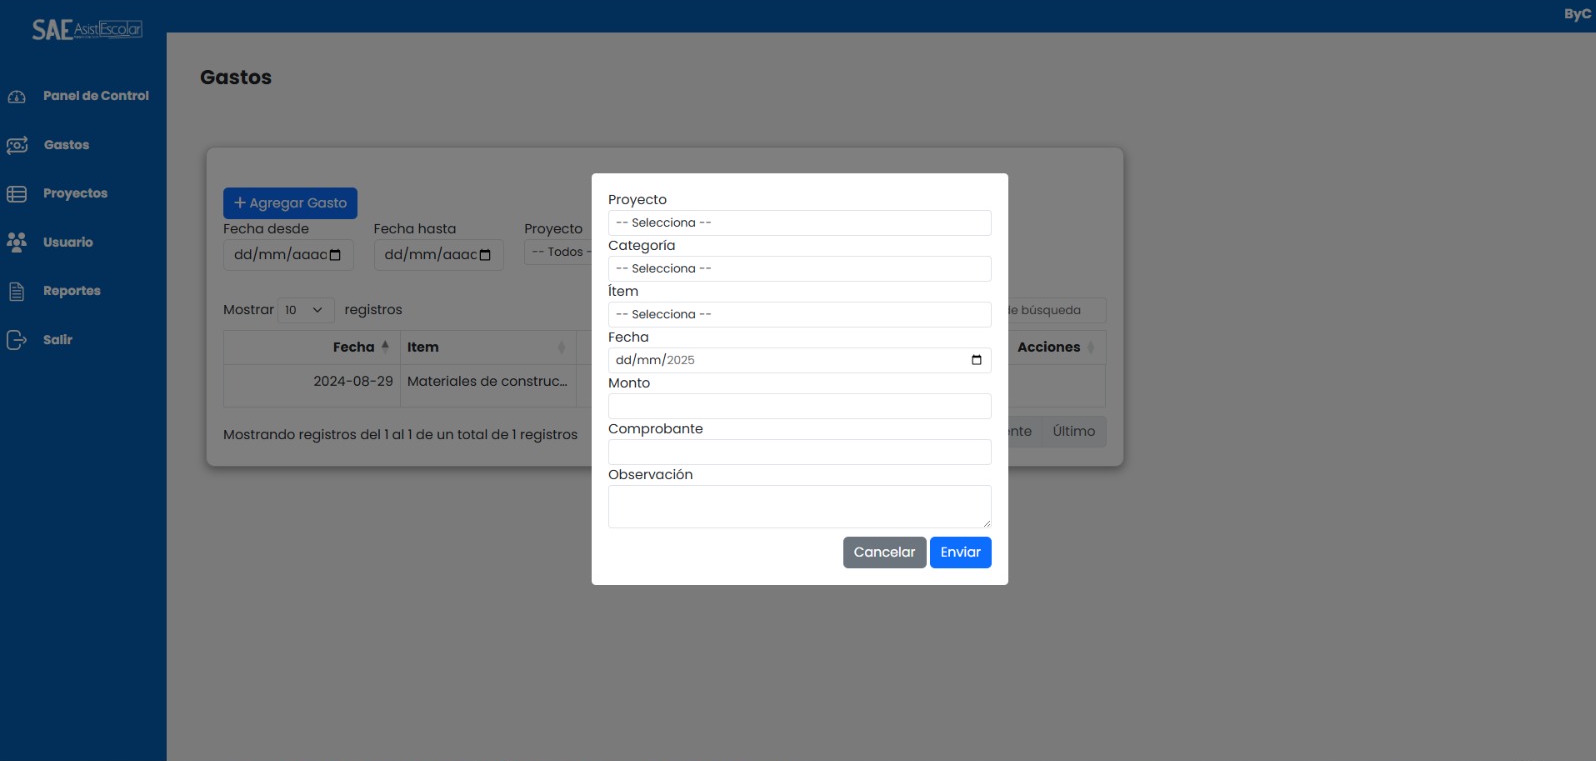 SAE AsistEscolar
ByC
Panel de Control
Gastos
Proyectos
Usuario
Reportes
Salir
Gastos
+ Agregar Gasto
Fecha desde
Fecha hasta
Proyecto
dd/mm/aaaa
dd/mm/aaaa
-- Todos -
Mostrar 10 registros
de búsqueda
Fecha Item Acciones
2024-08-29 Materiales de construc...
Mostrando registros del 1 al 1 de un total de 1 registros
Último
Proyecto
-- Selecciona --
Categoría
-- Selecciona --
Ítem
-- Selecciona --
Fecha
dd/mm/2025
Monto
Comprobante
Observación
Cancelar Enviar